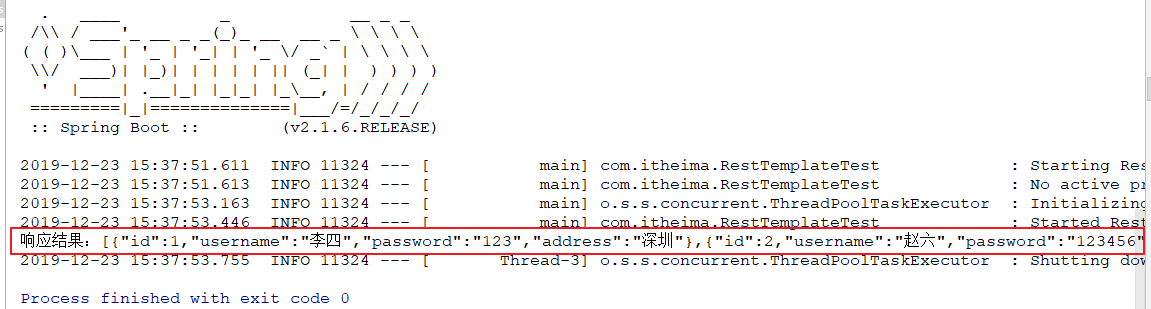 .   ____          _            __ _ _
 /\\ / ___'_ __ _ _(_)_ __  __ _ \ \ \ \
( ( )\___ | '_ | '_| | '_ \/ _` | \ \ \ \
 \\/  ___)| |_)| | | | | || (_| |  ) ) ) )
  '  |____| .__|_| |_|_| |_\__, | / / / /
 =========|_|==============|___/=/_/_/_/
 :: Spring Boot ::        (v2.1.6.RELEASE)
2019-12-23 15:37:51.611  INFO 11324 --- [           main] com.itheima.RestTemplateTest             : Starting Res
2019-12-23 15:37:51.613  INFO 11324 --- [           main] com.itheima.RestTemplateTest             : No active pr
2019-12-23 15:37:53.163  INFO 11324 --- [           main] o.s.s.concurrent.ThreadPoolTaskExecutor  : Initializing
2019-12-23 15:37:53.446  INFO 11324 --- [           main] com.itheima.RestTemplateTest             : Started Rest
响应结果：[{"id":1,"username":"李四","password":"123","address":"深圳"},{"id":2,"username":"赵六","password":"123456"
2019-12-23 15:37:53.755  INFO 11324 --- [       Thread-3] o.s.s.concurrent.ThreadPoolTaskExecutor  : Shutting dow
Process finished with exit code 0